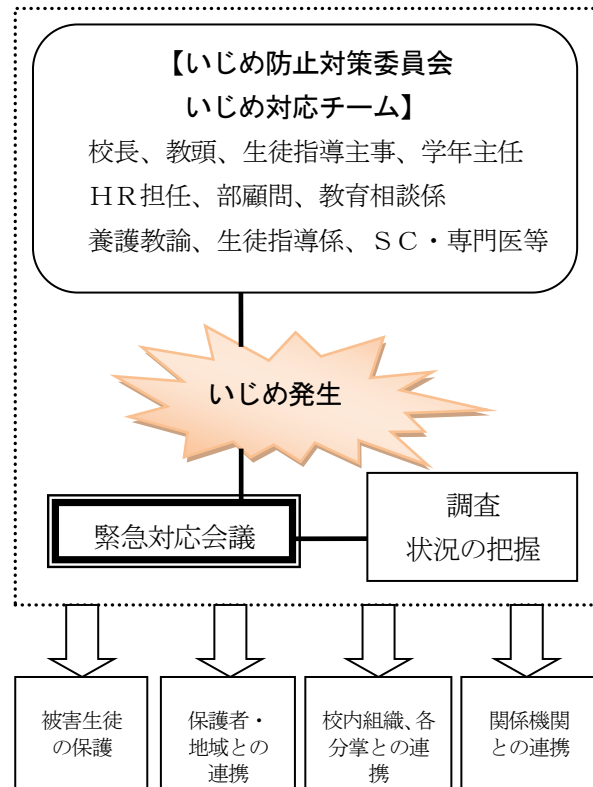 【いじめ防止対策委員会
いじめ対応チーム】
校長、教頭、生徒指導主事、学年主任
ＨＲ担任、部顧問、教育相談係
養護教諭、生徒指導係、ＳＣ・専門医等
いじめ発生
緊急対応会議
調査
状況の把握
被害生徒
の保護
保護者・
地域との
連携
校内組織、各
分掌との連
携
関係機関
との連携